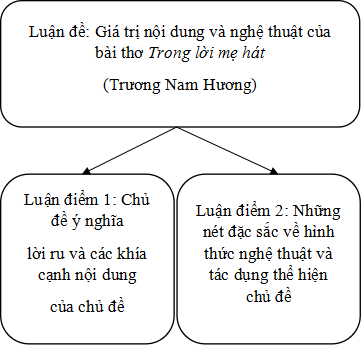 Luận đề: Giá trị nội dung và nghệ thuật của
bài thơ Trong lời mẹ hát
(Trương Nam Hương)
Luận điểm 1: Chủ
đề ý nghĩa
lời ru và các khía
cạnh nội dung
của chủ đề
Luận điểm 2: Những
nét đặc sắc về hình
thức nghệ thuật và
tác dụng thể hiện
chủ đề